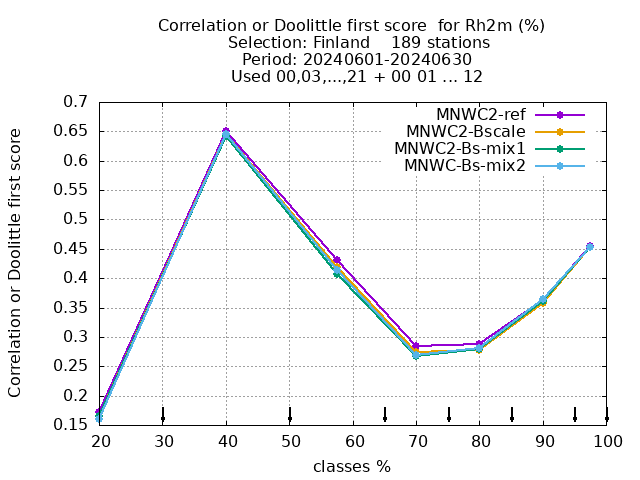 Correlation or Doolittle first score  for Rh2m (%)
Selection: Finland    189 stations
Period: 20240601-20240630
Used 00,03,...,21 + 00 01 ... 12
Correlation or Doolittle first score
0.7
0.65
0.6
0.55
0.5
0.45
0.4
0.35
0.3
0.25
0.2
0.15
MNWC2-ref
MNWC2-Bscale
MNWC2-Bs-mix1
MNWC-Bs-mix2
20 30 40 50 60 70 80 90 100
classes %